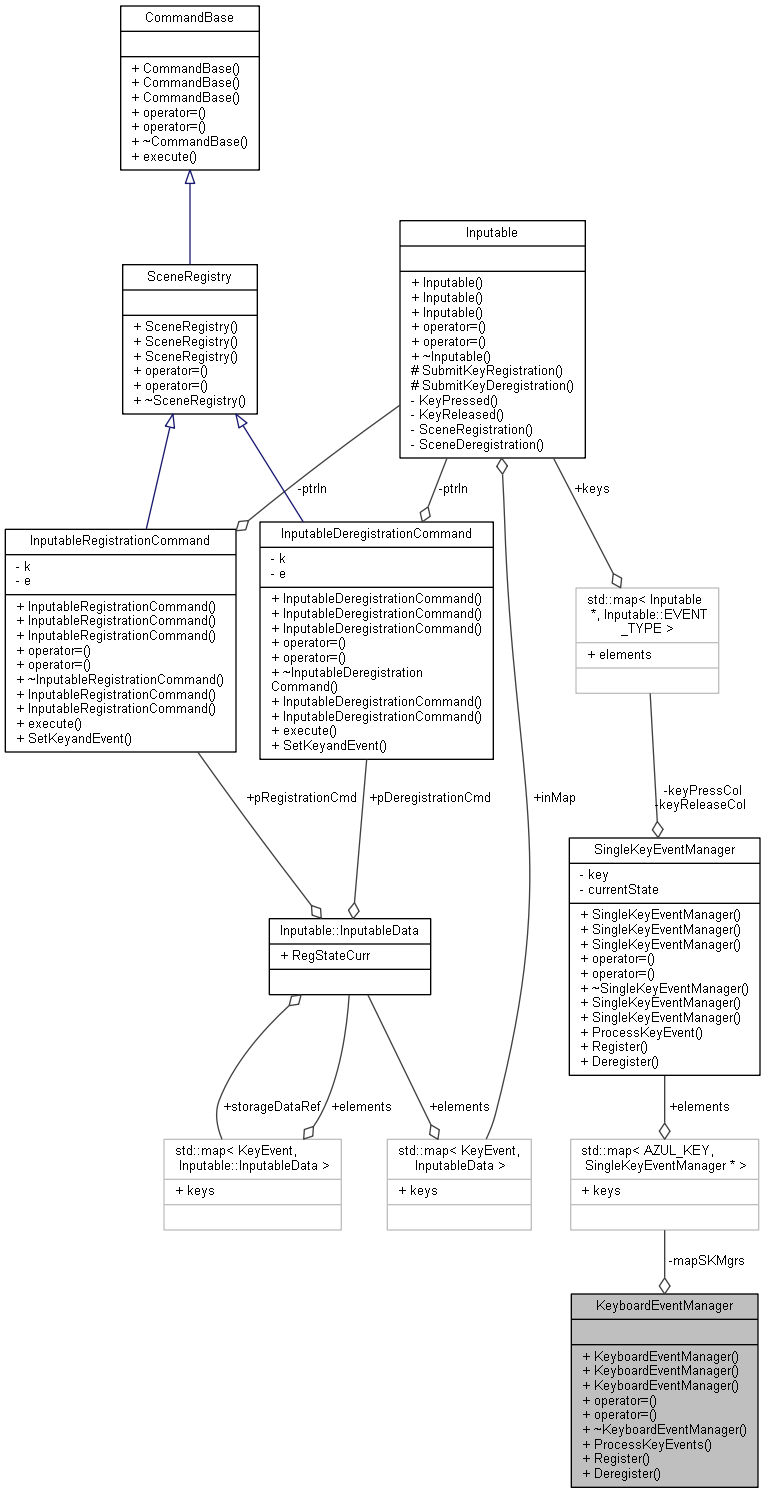 CommandBase
+ CommandBase()
+ CommandBase()
+ CommandBase()
+ operator=()
+ operator=()
+ ~CommandBase()
+ execute()
SceneRegistry
+ SceneRegistry()
+ SceneRegistry()
+ SceneRegistry()
+ operator=()
+ operator=()
+ ~SceneRegistry()
Inputable
+ Inputable()
+ Inputable()
+ Inputable()
+ operator=()
+ operator=()
+ ~Inputable()
# SubmitKeyRegistration()
# SubmitKeyDeregistration()
- KeyPressed()
- KeyReleased()
- SceneRegistration()
- SceneDeregistration()
-ptrIn
-ptrIn
+keys
InputableRegistrationCommand
- k
- e
+ InputableRegistrationCommand()
+ InputableRegistrationCommand()
+ InputableRegistrationCommand()
+ operator=()
+ operator=()
+ ~InputableRegistrationCommand()
+ InputableRegistrationCommand()
+ InputableRegistrationCommand()
+ execute()
+ SetKeyandEvent()
InputableDeregistrationCommand
- k
- e
+ InputableDeregistrationCommand()
+ InputableDeregistrationCommand()
+ InputableDeregistrationCommand()
+ operator=()
+ operator=()
+ ~InputableDeregistration
Command()
+ InputableDeregistrationCommand()
+ InputableDeregistrationCommand()
+ execute()
+ SetKeyandEvent()
std::map< Inputable
*, Inputable::EVENT
_TYPE >
+ elements
+pRegistrationCmd
+pDeregistrationCmd
+inMap
-keyPressCol
-keyReleaseCol
SingleKeyEventManager
- key
- currentState
+ SingleKeyEventManager()
+ SingleKeyEventManager()
+ SingleKeyEventManager()
+ operator=()
+ operator=()
+ ~SingleKeyEventManager()
+ SingleKeyEventManager()
+ SingleKeyEventManager()
+ ProcessKeyEvent()
+ Register()
+ Deregister()
Inputable::InputableData
+ RegStateCurr
+storageDataRef
+elements
+elements
+elements
std::map< KeyEvent,
Inputable::InputableData >
+ keys
std::map< KeyEvent,
InputableData >
+ keys
std::map< AZUL_KEY,
SingleKeyEventManager * >
+ keys
-mapSKMgrs
KeyboardEventManager
+ KeyboardEventManager()
+ KeyboardEventManager()
+ KeyboardEventManager()
+ operator=()
+ operator=()
+ ~KeyboardEventManager()
+ ProcessKeyEvents()
+ Register()
+ Deregister()